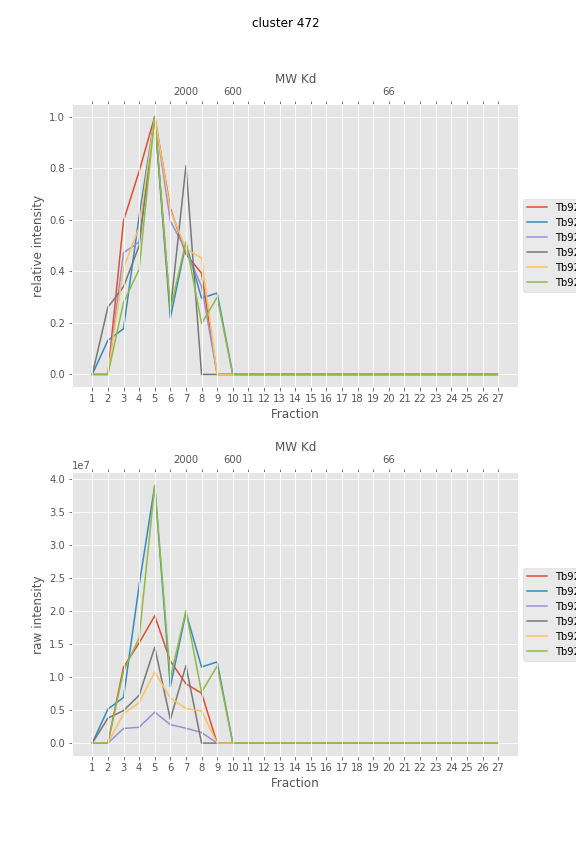 cluster 472
MW Kd
2000 600 66
1.0
0.8
0.6
0.4
0.2
0.0
relative intensity
1 2 3 4 5 6 7 8 9 10 11 12 13 14 15 16 17 18 19 20 21 22 23 24 25 26 27
Fraction
Tb92
Tb92
Tb92
Tb92
Tb92
Tb92
MW Kd
2000 600 66
1e7
4.0
3.5
3.0
2.5
2.0
1.5
1.0
0.5
0.0
raw intensity
1 2 3 4 5 6 7 8 9 10 11 12 13 14 15 16 17 18 19 20 21 22 23 24 25 26 27
Fraction
Tb92
Tb92
Tb92
Tb92
Tb92
Tb92